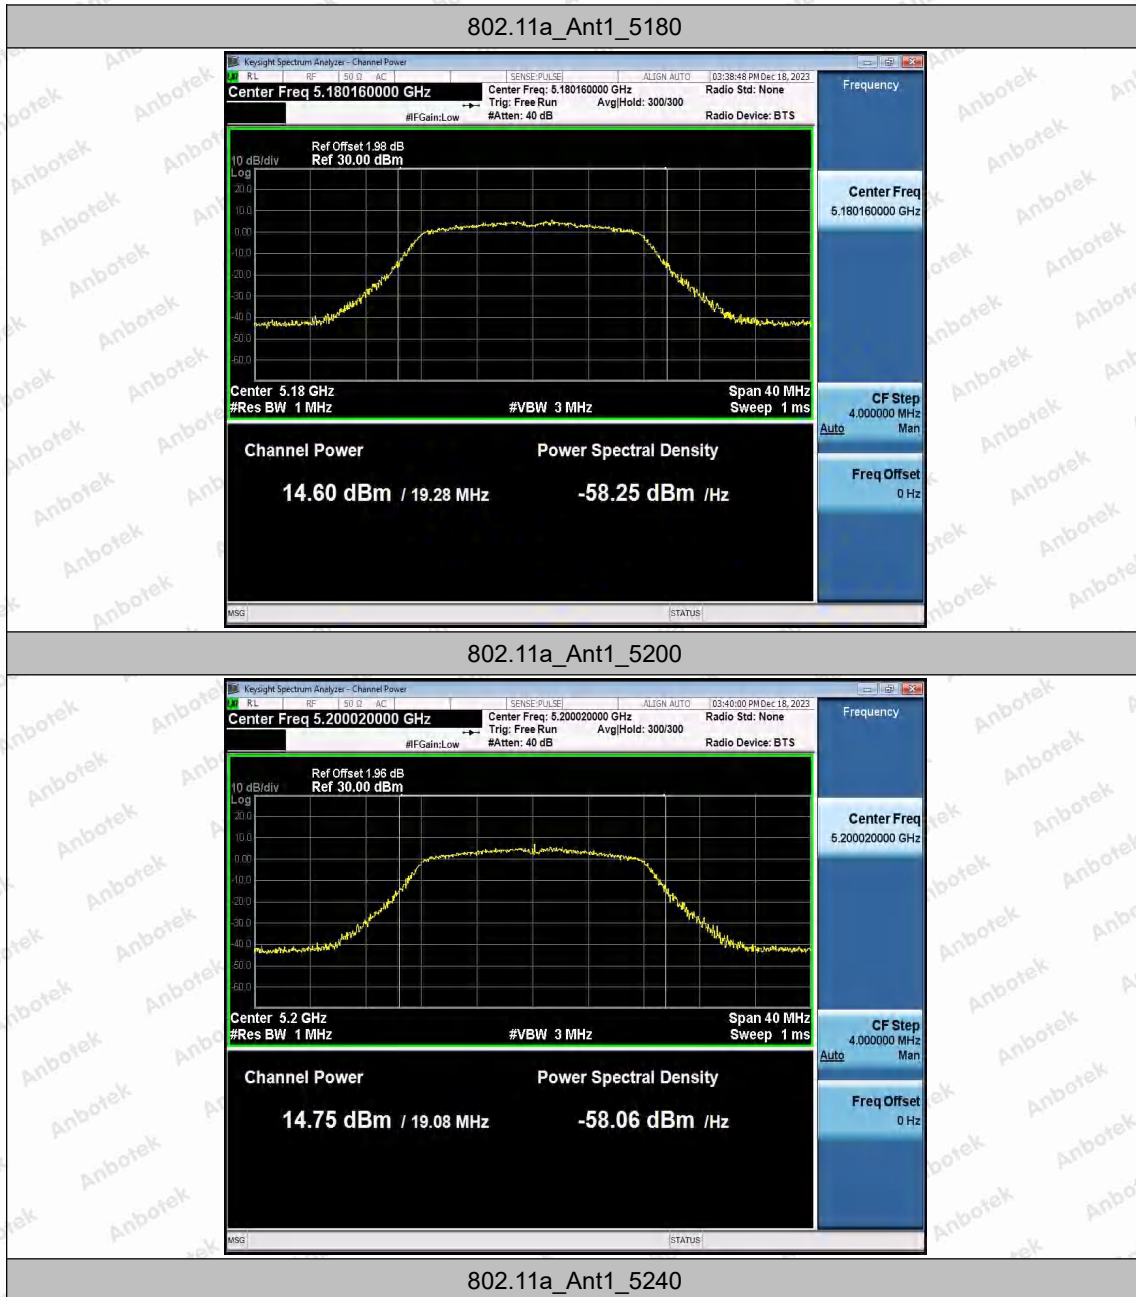 802.11a_Ant1_5180
Keysight Spectrum Analyzer - Channel Power
RL RF 50 Ω AC SENSE:PULSE ALIGN AUTO 03:38:48 PM Dec 18, 2023
Center Freq 5.180160000 GHz
Center Freq: 5.180160000 GHz
Radio Std: None
Trig: Free Run Avg|Hold: 300/300
#IFGain:Low #Atten: 40 dB Radio Device: BTS
Frequency
Ref Offset 1.98 dB
10 dB/div Ref 30.00 dBm
Log
20.0
10.0
0.00
-10.0
-20.0
-30.0
-40.0
-50.0
-60.0
Center 5.18 GHz Span 40 MHz
#Res BW 1 MHz #VBW 3 MHz Sweep 1 ms
Center Freq
5.180160000 GHz
CF Step
4.000000 MHz
Auto Man
Freq Offset
0 Hz
Channel Power Power Spectral Density
14.60 dBm / 19.28 MHz -58.25 dBm /Hz
MSG STATUS
802.11a_Ant1_5200
Keysight Spectrum Analyzer - Channel Power
RL RF 50 Ω AC SENSE:PULSE ALIGN AUTO 03:40:00 PM Dec 18, 2023
Center Freq 5.200020000 GHz
Center Freq: 5.200020000 GHz
Radio Std: None
Trig: Free Run Avg|Hold: 300/300
#IFGain:Low #Atten: 40 dB Radio Device: BTS
Frequency
Ref Offset 1.96 dB
10 dB/div Ref 30.00 dBm
Log
20.0
10.0
0.00
-10.0
-20.0
-30.0
-40.0
-50.0
-60.0
Center 5.2 GHz Span 40 MHz
#Res BW 1 MHz #VBW 3 MHz Sweep 1 ms
Center Freq
5.200020000 GHz
CF Step
4.000000 MHz
Auto Man
Freq Offset
0 Hz
Channel Power Power Spectral Density
14.75 dBm / 19.08 MHz -58.06 dBm /Hz
MSG STATUS
802.11a_Ant1_5240
Anbotek